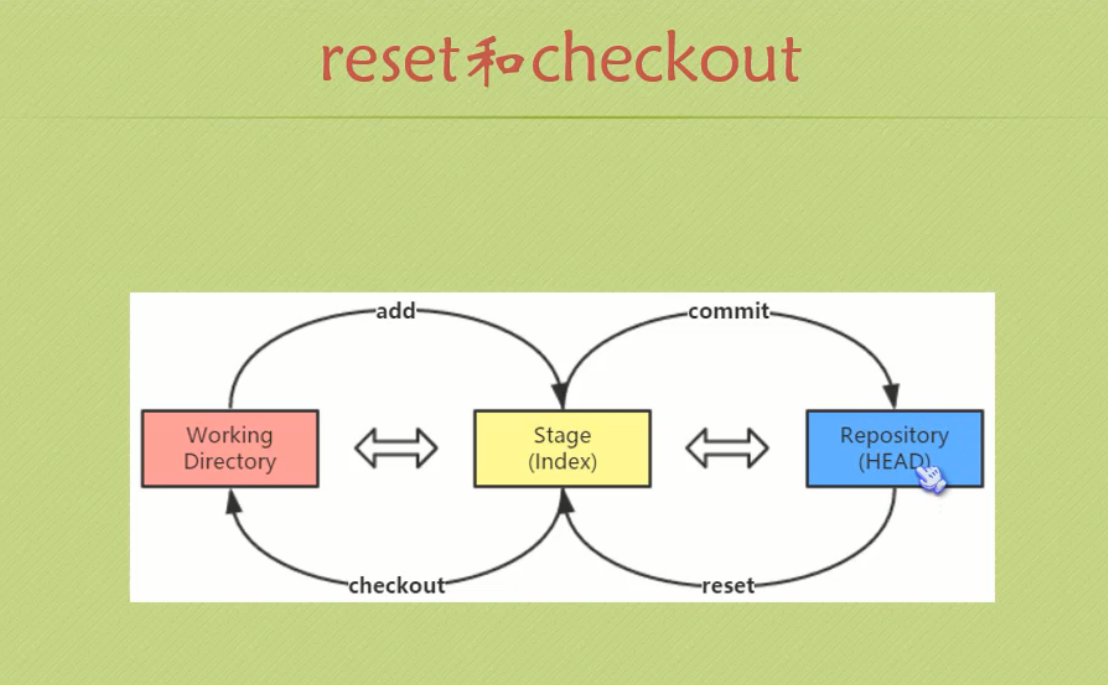 reset和checkout
add
commit
Working
Directory
Stage
(Index)
Repository
(HEAD)
checkout
reset